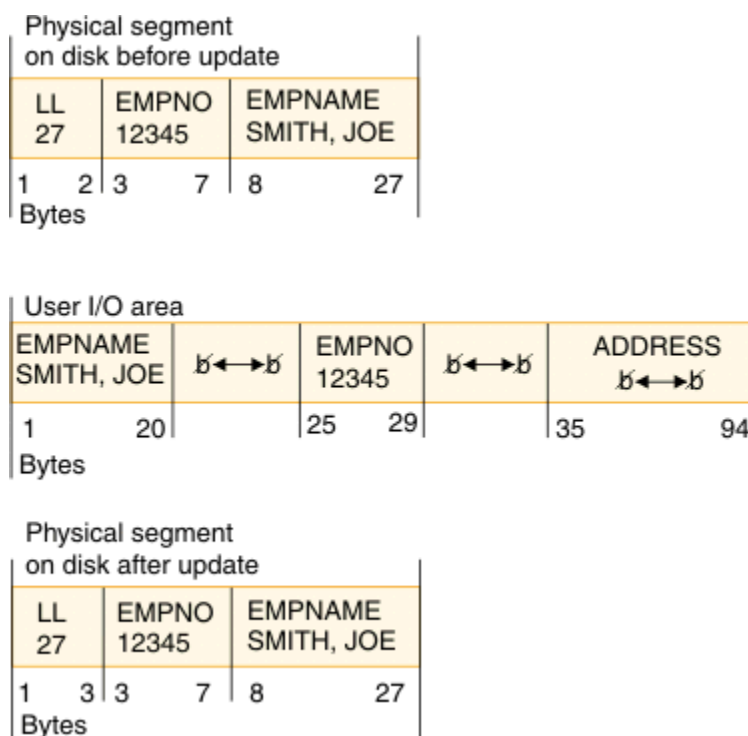 Physical segment
on disk before update
LL EMPNO EMPNAME
27 12345 SMITH, JOE
1 2 3 7 8 27
Bytes
User I/O area
EMPNAME EMPNO ADDRESS
SMITH, JOE ƀ ƀ 12345 ƀ ƀ ƀ ƀ
1 20 25 29 35 94
Bytes
Physical segment
on disk after update
LL EMPNO EMPNAME
27 12345 SMITH, JOE
1 3 3 7 8 27
Bytes